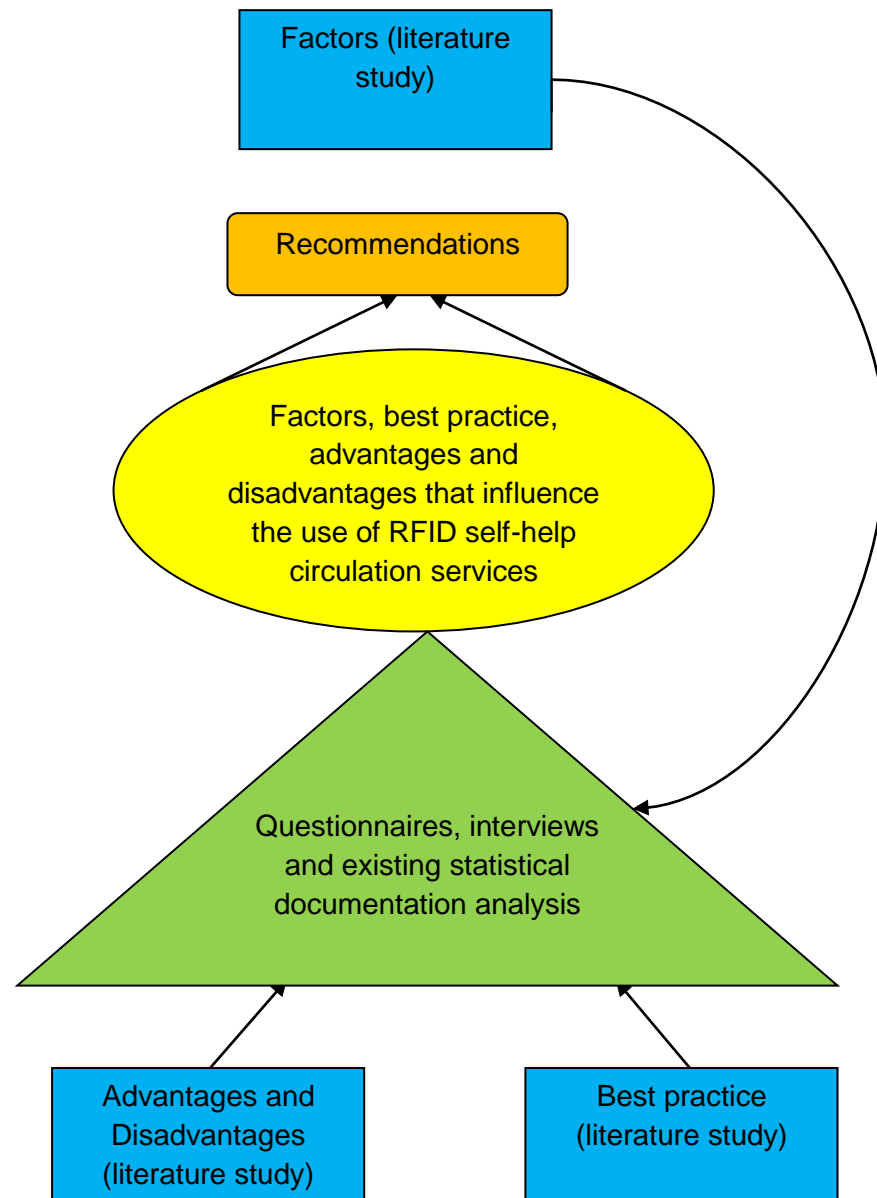 Factors (literature
study)
Recommendations
Factors, best practice,
advantages and
disadvantages that influence
the use of RFID self-help
circulation services
Questionnaires, interviews
and existing statistical
documentation analysis
Advantages and
Disadvantages
(literature study)
Best practice
(literature study)